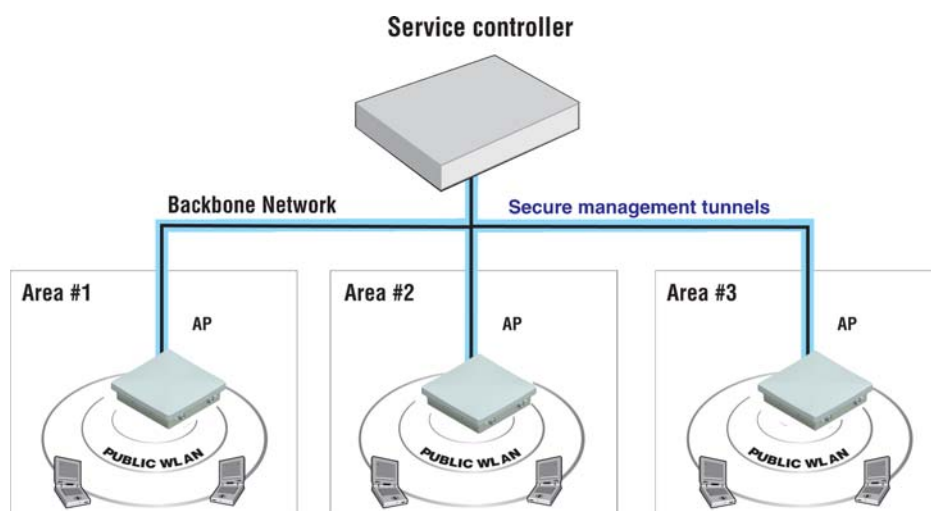 Service controller
Backbone Network
Secure management tunnels
Area #1
AP
PUBLIC WLAN
Area #2
AP
PUBLIC WLAN
Area #3
AP
PUBLIC WLAN